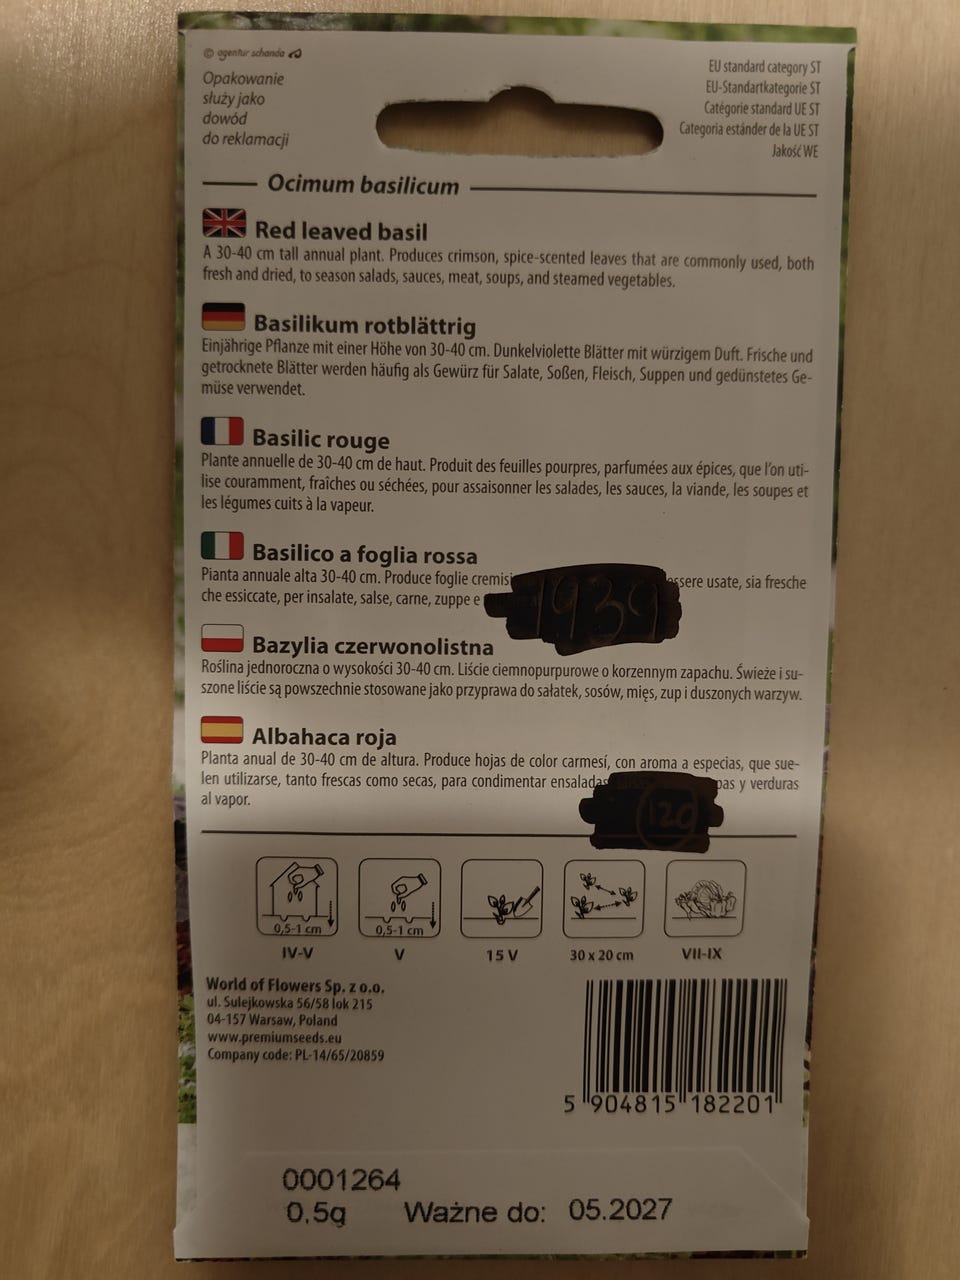 © agentur schanda
Opakowanie
służy jako
dowód
do reklamacji
EU standard category ST
EU-Standartkategorie ST
Catégorie standard UE ST
Categoria estánder de la UE ST
Jakość WE
Ocimum basilicum
Red leaved basil
A 30-40 cm tall annual plant. Produces crimson, spice-scented leaves that are commonly used, both
fresh and dried, to season salads, sauces, meat, soups, and steamed vegetables.
Basilikum rotblättrig
Einjährige Pflanze mit einer Höhe von 30-40 cm. Dunkelviolette Blätter mit würzigem Duft. Frische und
getrocknete Blätter werden häufig als Gewürz für Salate, Soßen, Fleisch, Suppen und gedünstetes Ge-
müse verwendet.
Basilic rouge
Plante annuelle de 30-40 cm de haut. Produit des feuilles pourpres, parfumées aux épices, que l'on uti-
lise couramment, fraîches ou séchées, pour assaisonner les salades, les sauces, la viande, les soupes et
les légumes cuits à la vapeur.
Basilico a foglia rossa
Pianta annuale alta 30-40 cm. Produce foglie cremisi essere usate, sia fresche
che essiccate, per insalate, salse, carne, zuppe e
1939
Bazylia czerwonolistna
Roślina jednoroczna o wysokości 30-40 cm. Liście ciemnopurpurowe o korzennym zapachu. Świeże i su-
szone liście są powszechnie stosowane jako przyprawa do sałatek, sosów, mięs, zup i duszonych warzyw.
Albahaca roja
Planta anual de 30-40 cm de altura. Produce hojas de color carmesí, con aroma a especias, que sue-
len utilizarse, tanto frescas como secas, para condimentar ensaladas y verduras
al vapor.
120
0,5-1 cm
0,5-1 cm
IV-V
V
15 V
30 x 20 cm
VII-IX
World of Flowers Sp. z o.o.
ul. Sulejkowska 56/58 lok 215
04-157 Warsaw, Poland
www.premiumseeds.eu
Company code: PL-14/65/20859
5 904815 182201
0001264
0,5g Ważne do: 05.2027